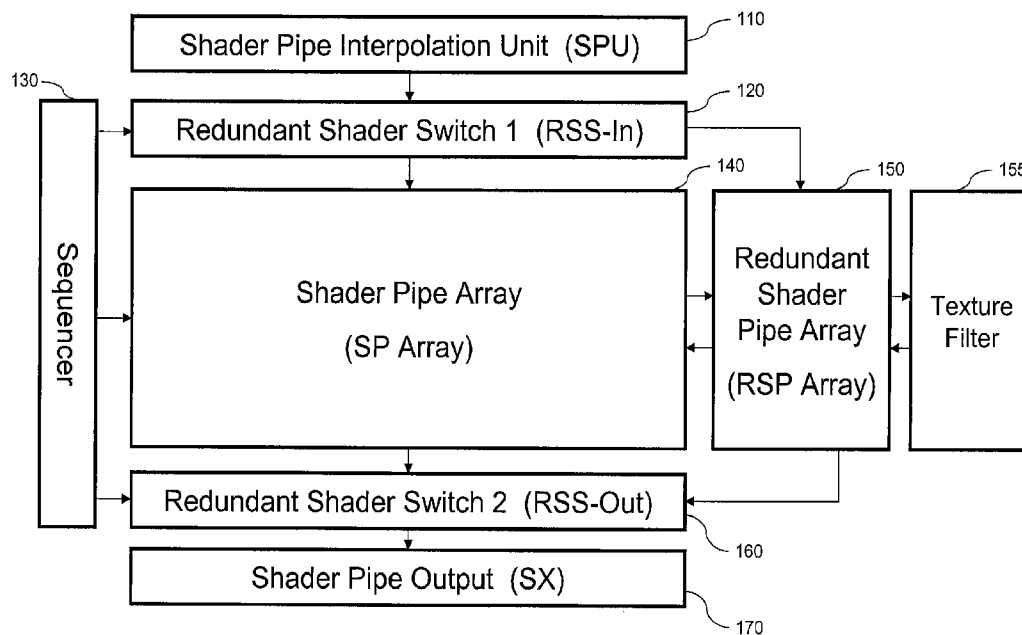 110
Shader Pipe Interpolation Unit (SPU)
130
120
Redundant Shader Switch 1 (RSS-In)
140
150
155
Sequencer
Shader Pipe Array
(SP Array)
Redundant
Shader
Pipe Array
(RSP Array)
Texture
Filter
Redundant Shader Switch 2 (RSS-Out)
160
Shader Pipe Output (SX)
170